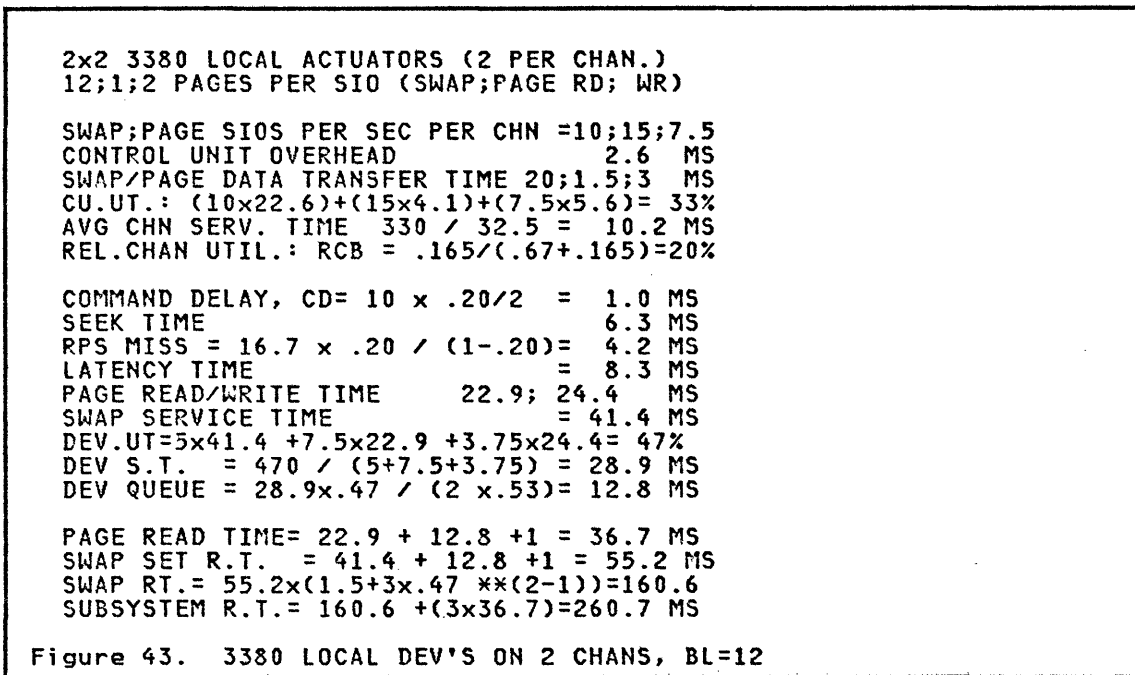 2x2 3380 LOCAL ACTUATORS (2 PER CHAN.)
12;1;2 PAGES PER SIO (SWAP;PAGE RD; WR)
SWAP;PAGE SIOS PER SEC PER CHN =10;15;7.5
CONTROL UNIT OVERHEAD 2.6 MS
SWAP/PAGE DATA TRANSFER TIME 20;1.5;3 MS
CU.UT.: (10x22.6)+(15x4.1)+(7.5x5.6)= 33%
AVG CHN SERV. TIME 330 / 32.5 = 10.2 MS
REL.CHAN UTIL.: RCB = .165/(.67+.165)=20%
COMMAND DELAY, CD= 10 x .20/2 = 1.0 MS
SEEK TIME 6.3 MS
RPS MISS = 16.7 x .20 / (1-.20)= 4.2 MS
LATENCY TIME = 8.3 MS
PAGE READ/WRITE TIME 22.9; 24.4 MS
SWAP SERVICE TIME = 41.4 MS
DEV.UT=5x41.4 +7.5x22.9 +3.75x24.4= 47%
DEV S.T. = 470 / (5+7.5+3.75) = 28.9 MS
DEV QUEUE = 28.9x.47 / (2 x.53)= 12.8 MS
PAGE READ TIME= 22.9 + 12.8 +1 = 36.7 MS
SWAP SET R.T. = 41.4 + 12.8 +1 = 55.2 MS
SWAP RT.= 55.2x(1.5+3x.47 **(2-1))=160.6
SUBSYSTEM R.T.= 160.6 +(3x36.7)=260.7 MS
Figure 43. 3380 LOCAL DEV'S ON 2 CHANS, BL=12